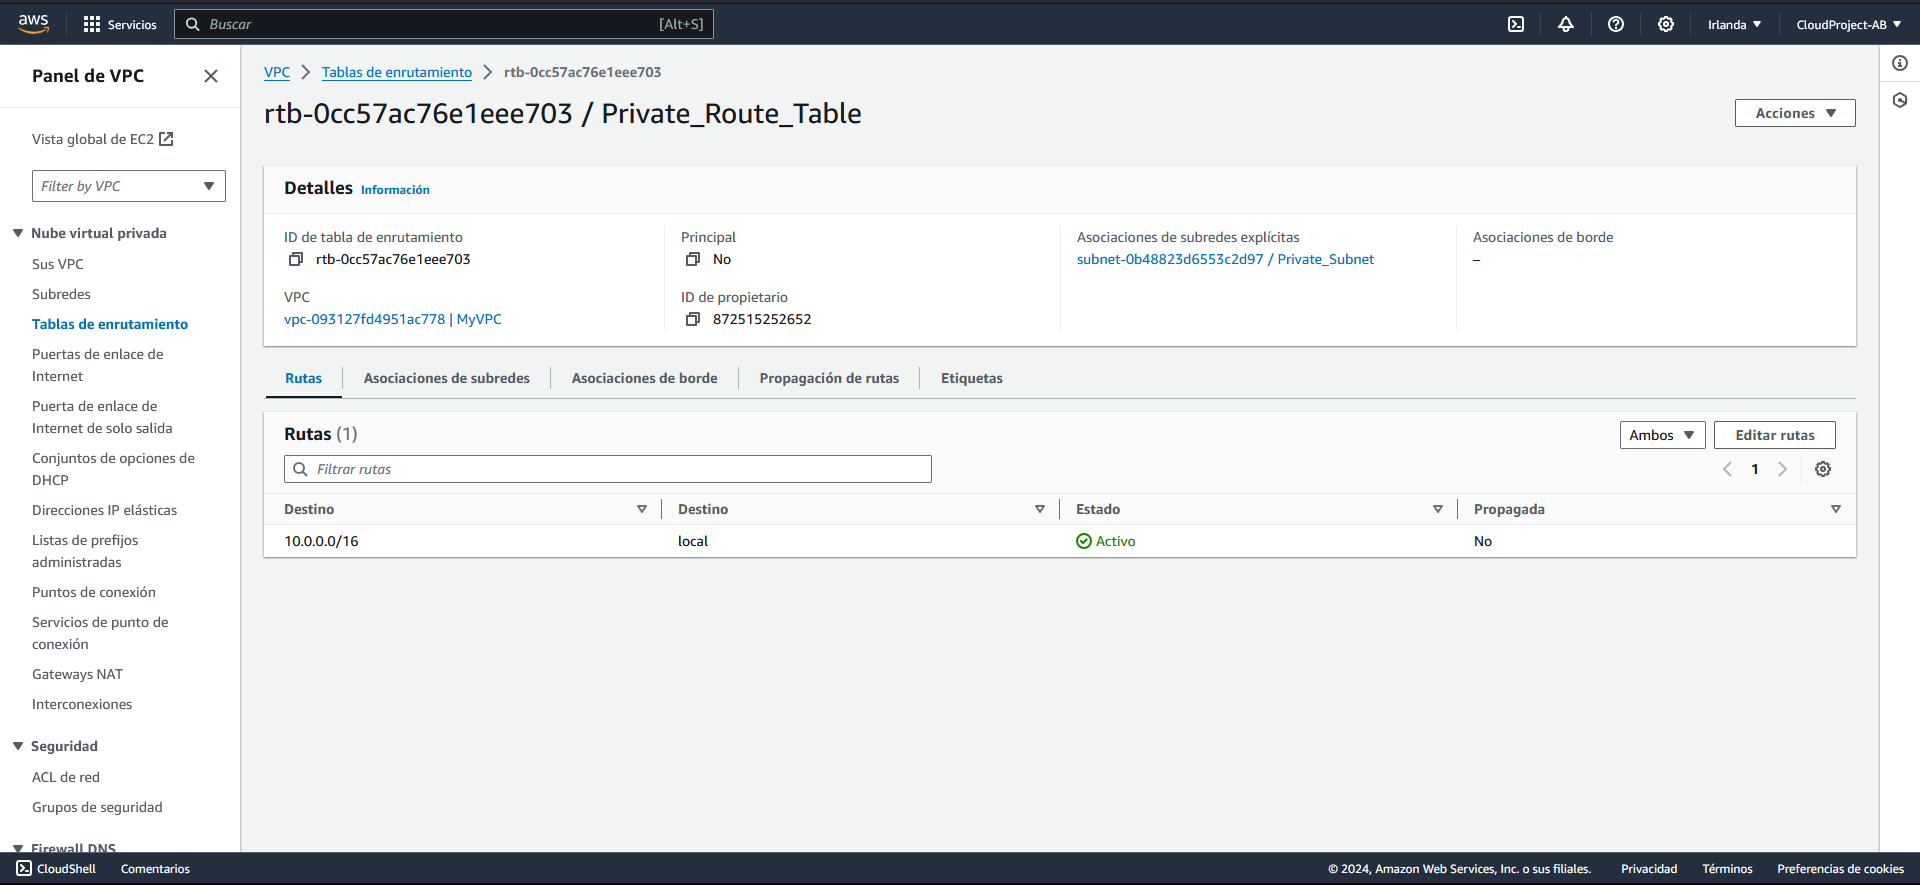 aws
Servicios
Buscar
[Alt+S]
Irlanda
CloudProject-AB
Panel de VPC
Vista global de EC2
Filter by VPC
Nube virtual privada
Sus VPC
Subredes
Tablas de enrutamiento
Puertas de enlace de
Internet
Puerta de enlace de
Internet de solo salida
Conjuntos de opciones de
DHCP
Direcciones IP elásticas
Listas de prefijos
administradas
Puntos de conexión
Servicios de punto de
conexión
Gateways NAT
Interconexiones
Seguridad
ACL de red
Grupos de seguridad
Firewall DNS
VPC
Tablas de enrutamiento
rtb-0cc57ac76e1eee703
rtb-0cc57ac76e1eee703 / Private_Route_Table
Acciones
Detalles
Información
ID de tabla de enrutamiento
rtb-0cc57ac76e1eee703
VPC
vpc-093127fd4951ac778 | MyVPC
Principal
No
ID de propietario
872515252652
Asociaciones de subredes explícitas
subnet-0b48823d6553c2d97 / Private_Subnet
Asociaciones de borde
–
Rutas
Asociaciones de subredes
Asociaciones de borde
Propagación de rutas
Etiquetas
Rutas (1)
Ambos
Editar rutas
Filtrar rutas
1
Destino
Destino
Estado
Propagada
10.0.0.0/16
local
Activo
No
CloudShell
Comentarios
© 2024, Amazon Web Services, Inc. o sus filiales.
Privacidad
Términos
Preferencias de cookies